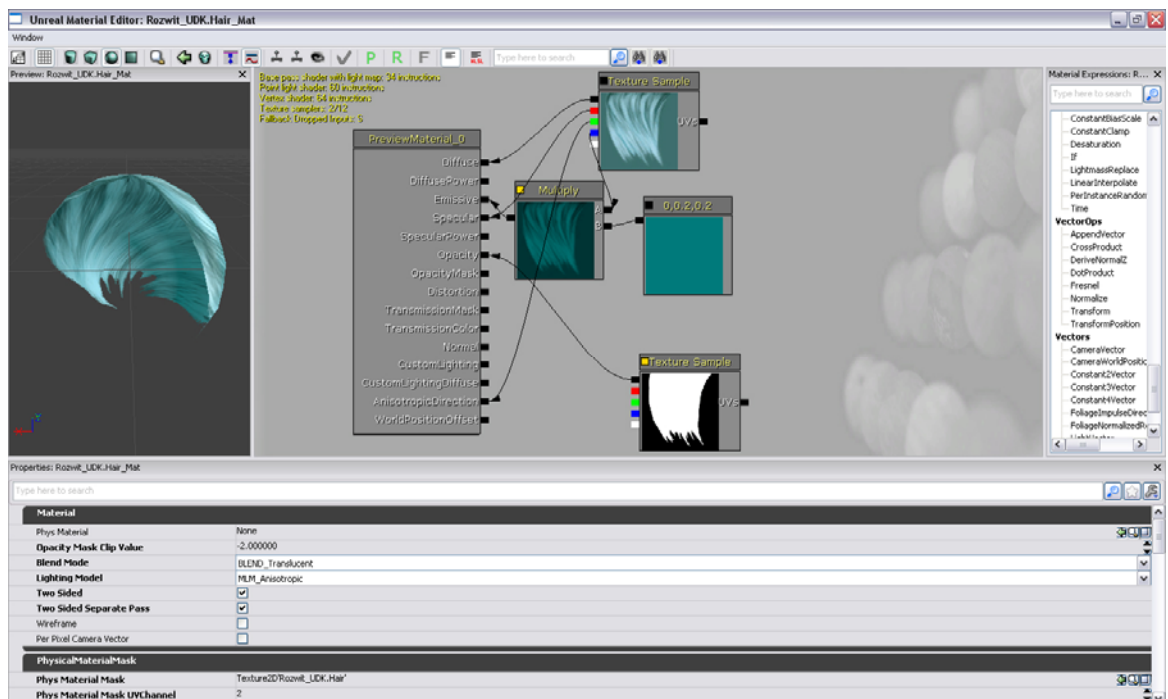 Unreal Material Editor: Rozwit_UDK.Hair_Mat
Window
P R F
Type here to search
Preview: Rozwit_UDK.Hair_Mat
Base pass shader with light map: 34 instructions
Point light shader: 60 instructions
Vertex shader: 54 instructions
Texture samplers: 2/12
Fallback Dropped Inputs: 5
PreviewMaterial_0
Diffuse
DiffusePower
Emissive
Specular
SpecularPower
Opacity
OpacityMask
Distortion
TransmissionMask
TransmissionColor
Normal
CustomLighting
CustomLightingDiffuse
AnisotropicDirection
WorldPositionOffset
Texture Sample
UVs
Multiply
A
B
0,0.2,0.2
Texture Sample
UVs
Material Expressions: R...
Type here to search
ConstantBiasScale
ConstantClamp
Desaturation
If
LightmassReplace
LinearInterpolate
PerInstanceRandom
Time
VectorOps
AppendVector
CrossProduct
DeriveNormalZ
DotProduct
Fresnel
Normalize
Transform
TransformPosition
Vectors
CameraVector
CameraWorldPositic
Constant2Vector
Constant3Vector
Constant4Vector
FoliageImpulseDirec
FoliageNormalizedR
Properties: Rozwit_UDK.Hair_Mat
Type here to search
Material
Phys Material None
Opacity Mask Clip Value -2.000000
Blend Mode BLEND_Translucent
Lighting Model MLM_Anisotropic
Two Sided
Two Sided Separate Pass
Wireframe
Per Pixel Camera Vector
PhysicalMaterialMask
Phys Material Mask Texture2D'Rozwit_UDK.Hair'
Phys Material Mask UVChannel 2